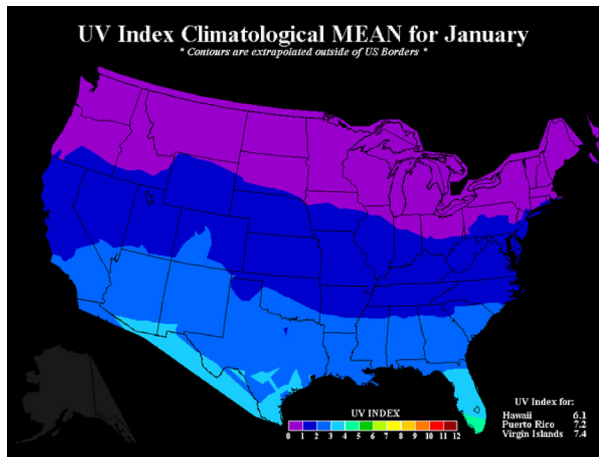 UV Index Climatological MEAN for January
* Contours are extrapolated outside of US Borders *
UV Index for:
Hawaii 6.1
Puerto Rico 7.2
Virgin Islands 7.4
UV INDEX
0 1 2 3 4 5 6 7 8 9 10 11 12